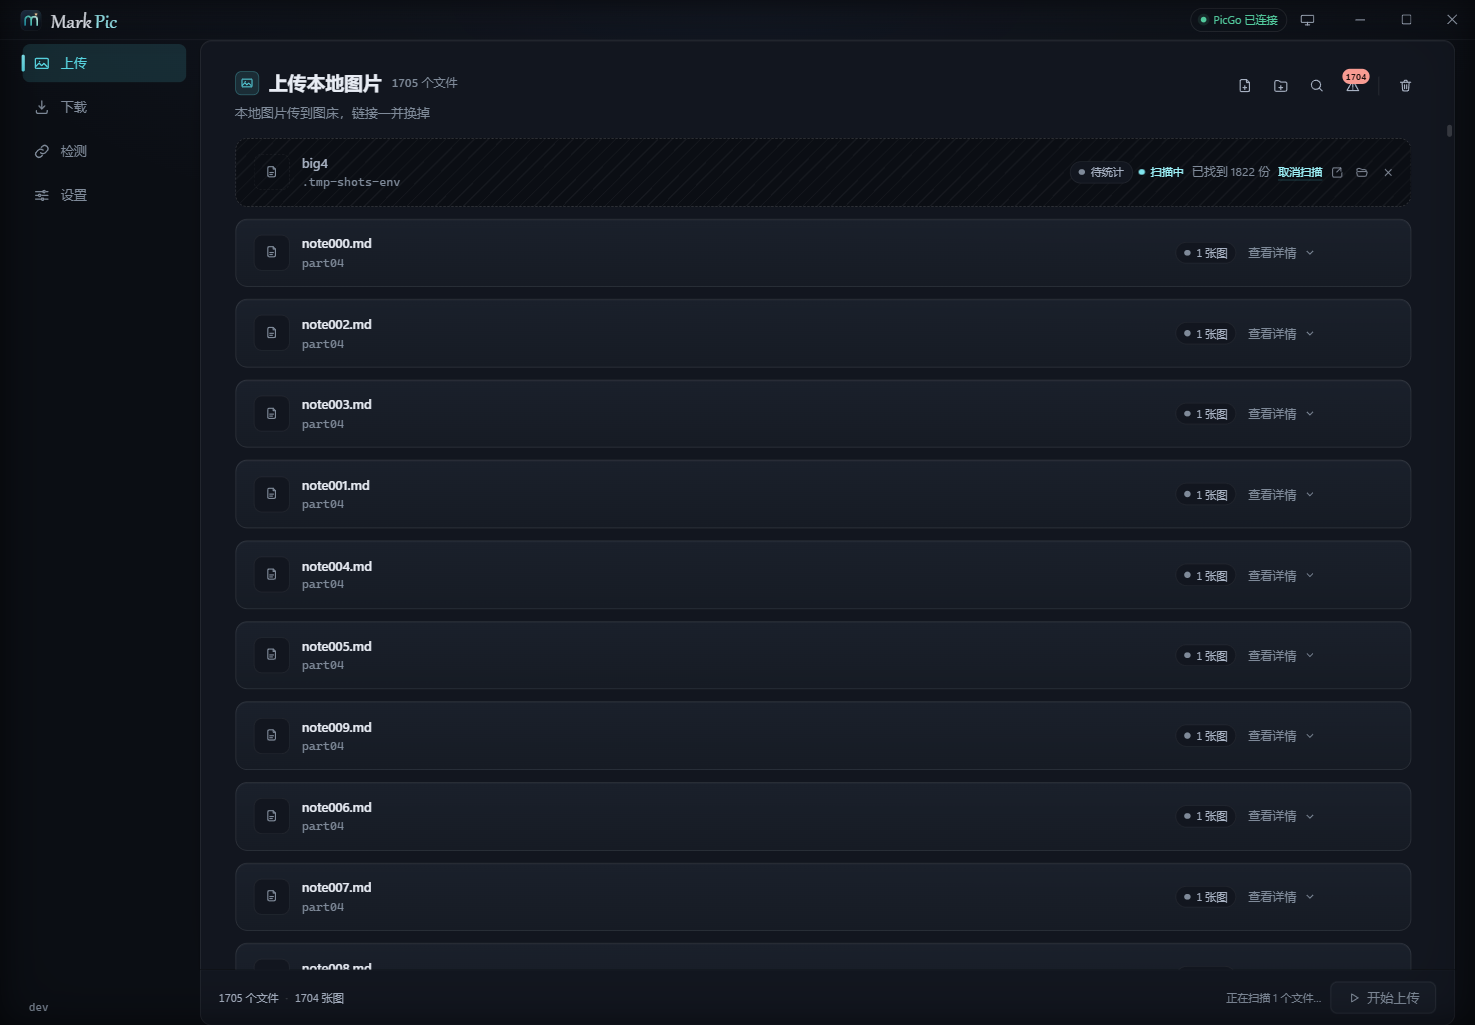 Mark Pic
PicGo 已连接
上传
下载
检测
设置
上传本地图片 1705 个文件
1704
本地图片传到图床，链接一并换掉
big4
.tmp-shots-env
待统计 扫描中 已找到 1822 份 取消扫描
note000.md
part04
1 张图 查看详情
note002.md
part04
1 张图 查看详情
note003.md
part04
1 张图 查看详情
note001.md
part04
1 张图 查看详情
note004.md
part04
1 张图 查看详情
note005.md
part04
1 张图 查看详情
note009.md
part04
1 张图 查看详情
note006.md
part04
1 张图 查看详情
note007.md
part04
1 张图 查看详情
note008.md
1705 个文件 · 1704 张图
正在扫描 1 个文件...
开始上传
dev